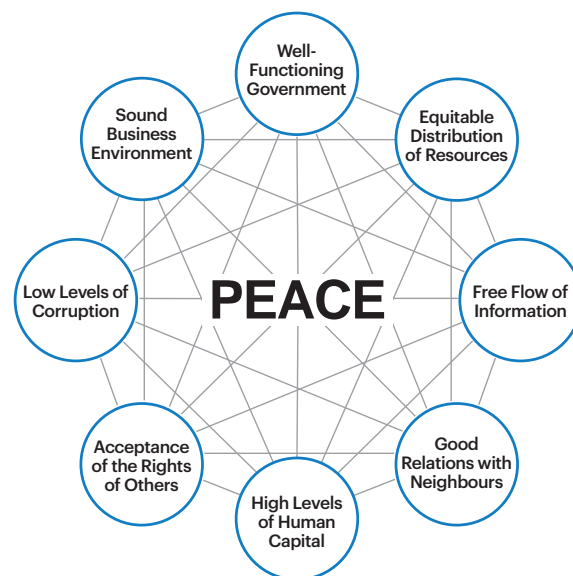 Well-
Functioning
Government
Sound
Business
Environment
Equitable
Distribution
of Resources
Low Levels of
Corruption
PEACE
Free Flow of
Information
Acceptance
of the Rights
of Others
Good
Relations with
Neighbours
High Levels
of Human
Capital